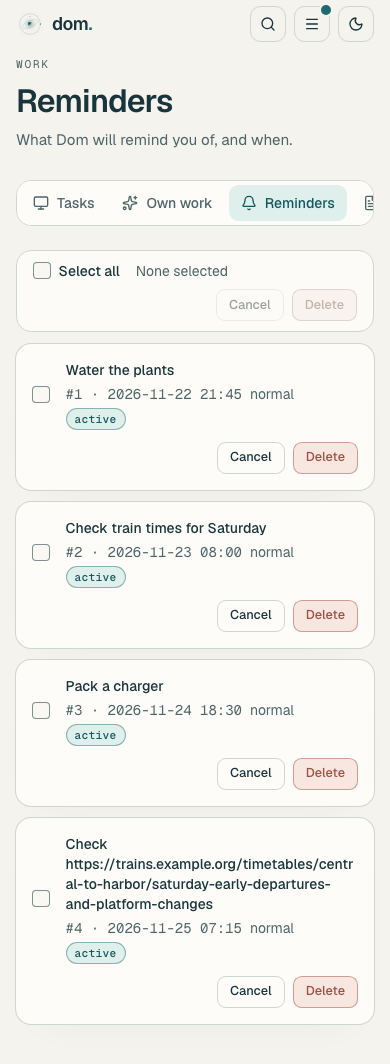 dom.
WORK
Reminders
What Dom will remind you of, and when.
Tasks
Own work
Reminders
Select all
None selected
Cancel
Delete
Water the plants
#1 · 2026-11-22 21:45 normal
active
Cancel
Delete
Check train times for Saturday
#2 · 2026-11-23 08:00 normal
active
Cancel
Delete
Pack a charger
#3 · 2026-11-24 18:30 normal
active
Cancel
Delete
Check
https://trains.example.org/timetables/centr
al-to-harbor/saturday-early-departures-
and-platform-changes
#4 · 2026-11-25 07:15 normal
active
Cancel
Delete